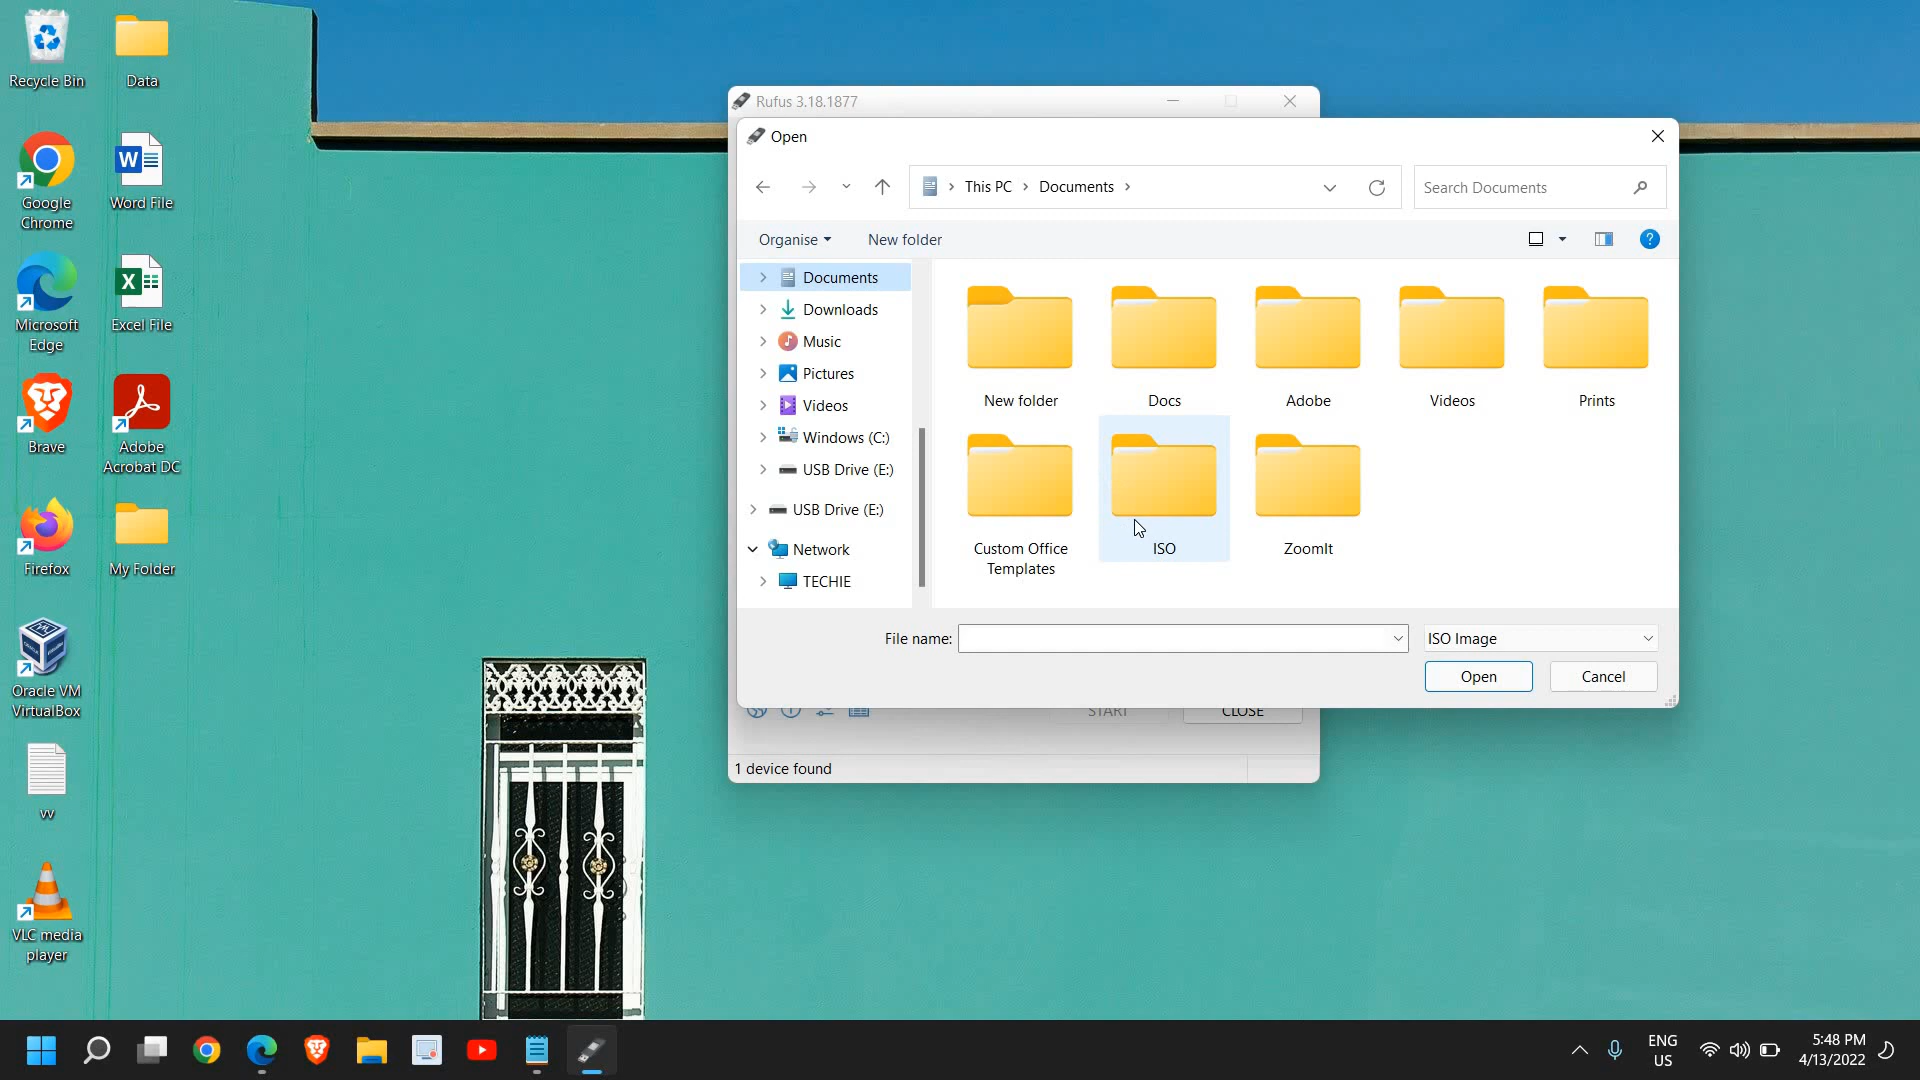 Recycle Bin
Data
Google
Chrome
Word File
Microsoft
Edge
Excel File
Brave
Adobe
Acrobat DC
Firefox
My Folder
Oracle VM
VirtualBox
vv
VLC media
player
Rufus 3.18.1877
Open
This PC
Documents
Search Documents
Organise
New folder
Documents
Downloads
Music
Pictures
Videos
Windows (C:)
USB Drive (E:)
USB Drive (E:)
Network
TECHIE
New folder
Docs
Adobe
Videos
Prints
Custom Office
Templates
ISO
ZoomIt
File name:
ISO Image
Open
Cancel
START
CLOSE
1 device found
ENG
US
5:48 PM
4/13/2022